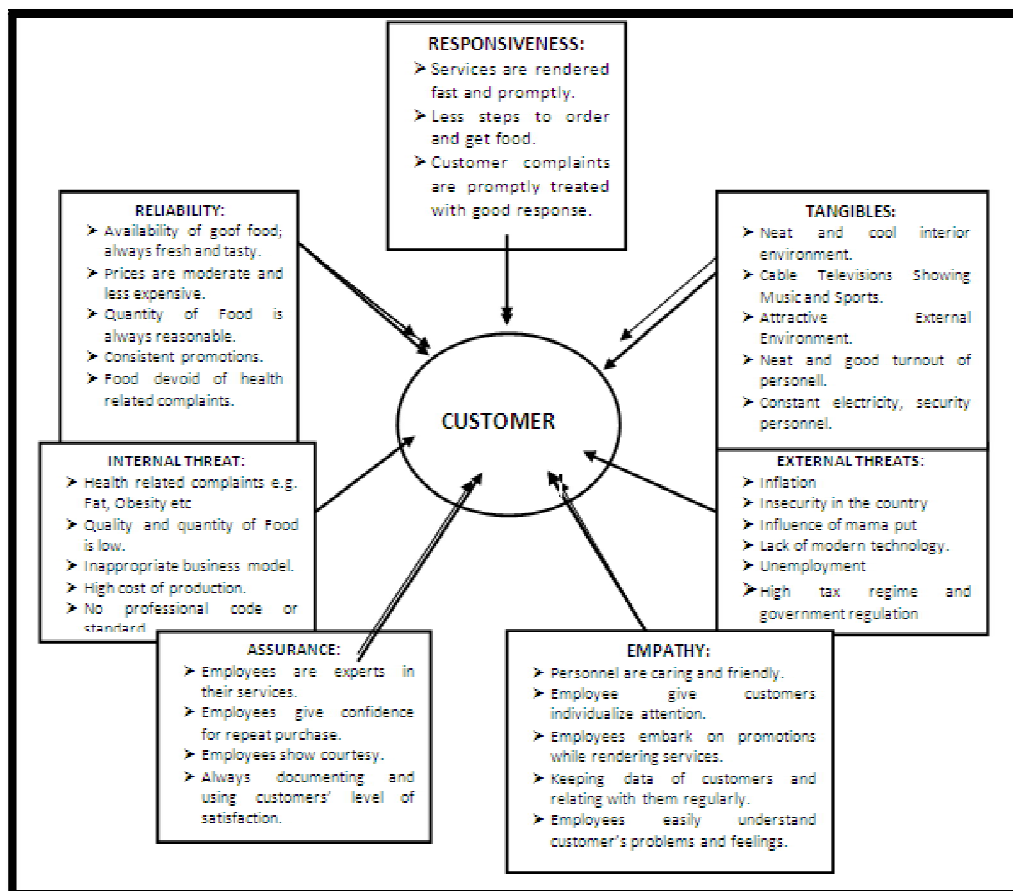 RESPONSIVENESS:
➤ Services are rendered
fast and promptly.
➤ Less steps to order
and get food.
➤ Customer complaints
are promptly treated
with good response.
RELIABILITY:
➤ Availability of goof food;
always fresh and tasty.
➤ Prices are moderate and
less expensive.
➤ Quantity of Food is
always reasonable.
➤ Consistent promotions.
➤ Food devoid of health
related complaints.
TANGIBLES:
➤ Neat and cool interior
environment.
➤ Cable Televisions Showing
Music and Sports.
➤ Attractive External
Environment.
➤ Neat and good turnout of
personell.
➤ Constant electricity, security
personnel.
CUSTOMER
INTERNAL THREAT:
➤ Health related complaints e.g.
Fat, Obesity etc
➤ Quality and quantity of Food
is low.
➤ Inappropriate business model.
➤ High cost of production.
➤ No professional code or
standard
EXTERNAL THREATS:
➤ Inflation
➤ Insecurity in the country
➤ Influence of mama put
➤ Lack of modern technology.
➤ Unemployment
➤ High tax regime and
government regulation
ASSURANCE:
➤ Employees are experts in
their services.
➤ Employees give confidence
for repeat purchase.
➤ Employees show courtesy.
➤ Always documenting and
using customers' level of
satisfaction.
EMPATHY:
➤ Personnel are caring and friendly.
➤ Employee give customers
individualize attention.
➤ Employees embark on promotions
while rendering services.
➤ Keeping data of customers and
relating with them regularly.
➤ Employees easily understand
customer's problems and feelings.